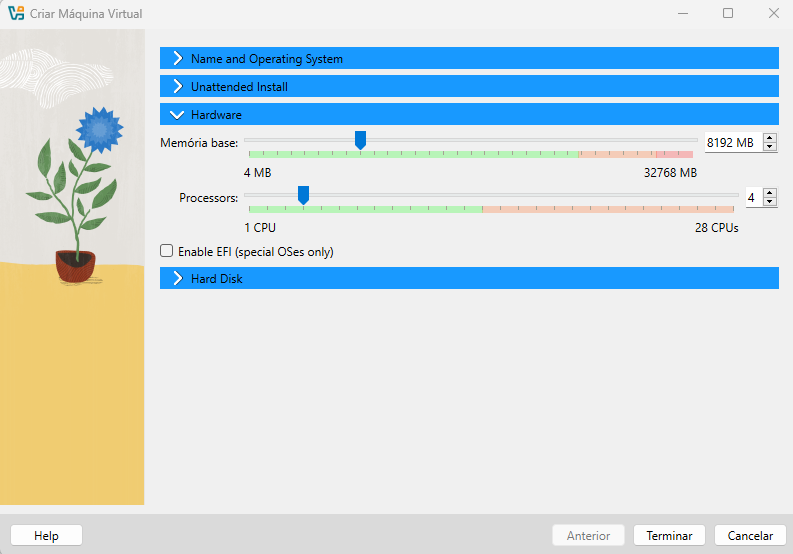 Criar Máquina Virtual
Name and Operating System
Unattended Install
Hardware
Memória base:
8192 MB
4 MB
32768 MB
Processors:
4
1 CPU
28 CPUs
Enable EFI (special OSes only)
Hard Disk
Help
Anterior
Terminar
Cancelar